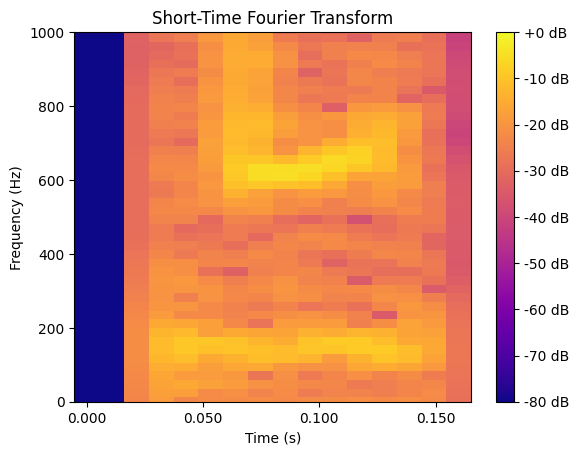 Short-Time Fourier Transform
Frequency (Hz)
1000
800
600
400
200
0
0.000
0.050
0.100
0.150
Time (s)
+0 dB
-10 dB
-20 dB
-30 dB
-40 dB
-50 dB
-60 dB
-70 dB
-80 dB